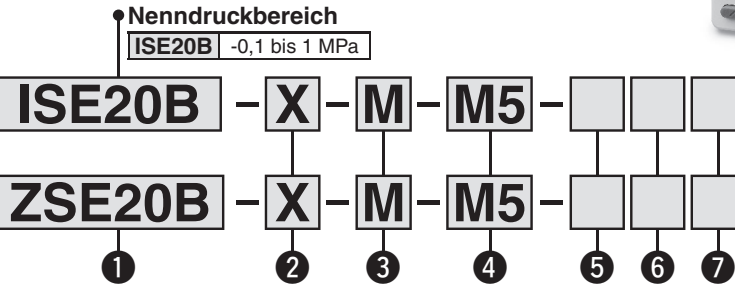 Nenndruckbereich
ISE20B -0,1 bis 1 MPa
ISE20B - X - M - M5 -
ZSE20B - X - M - M5 -
1 2 3 4 5 6 7